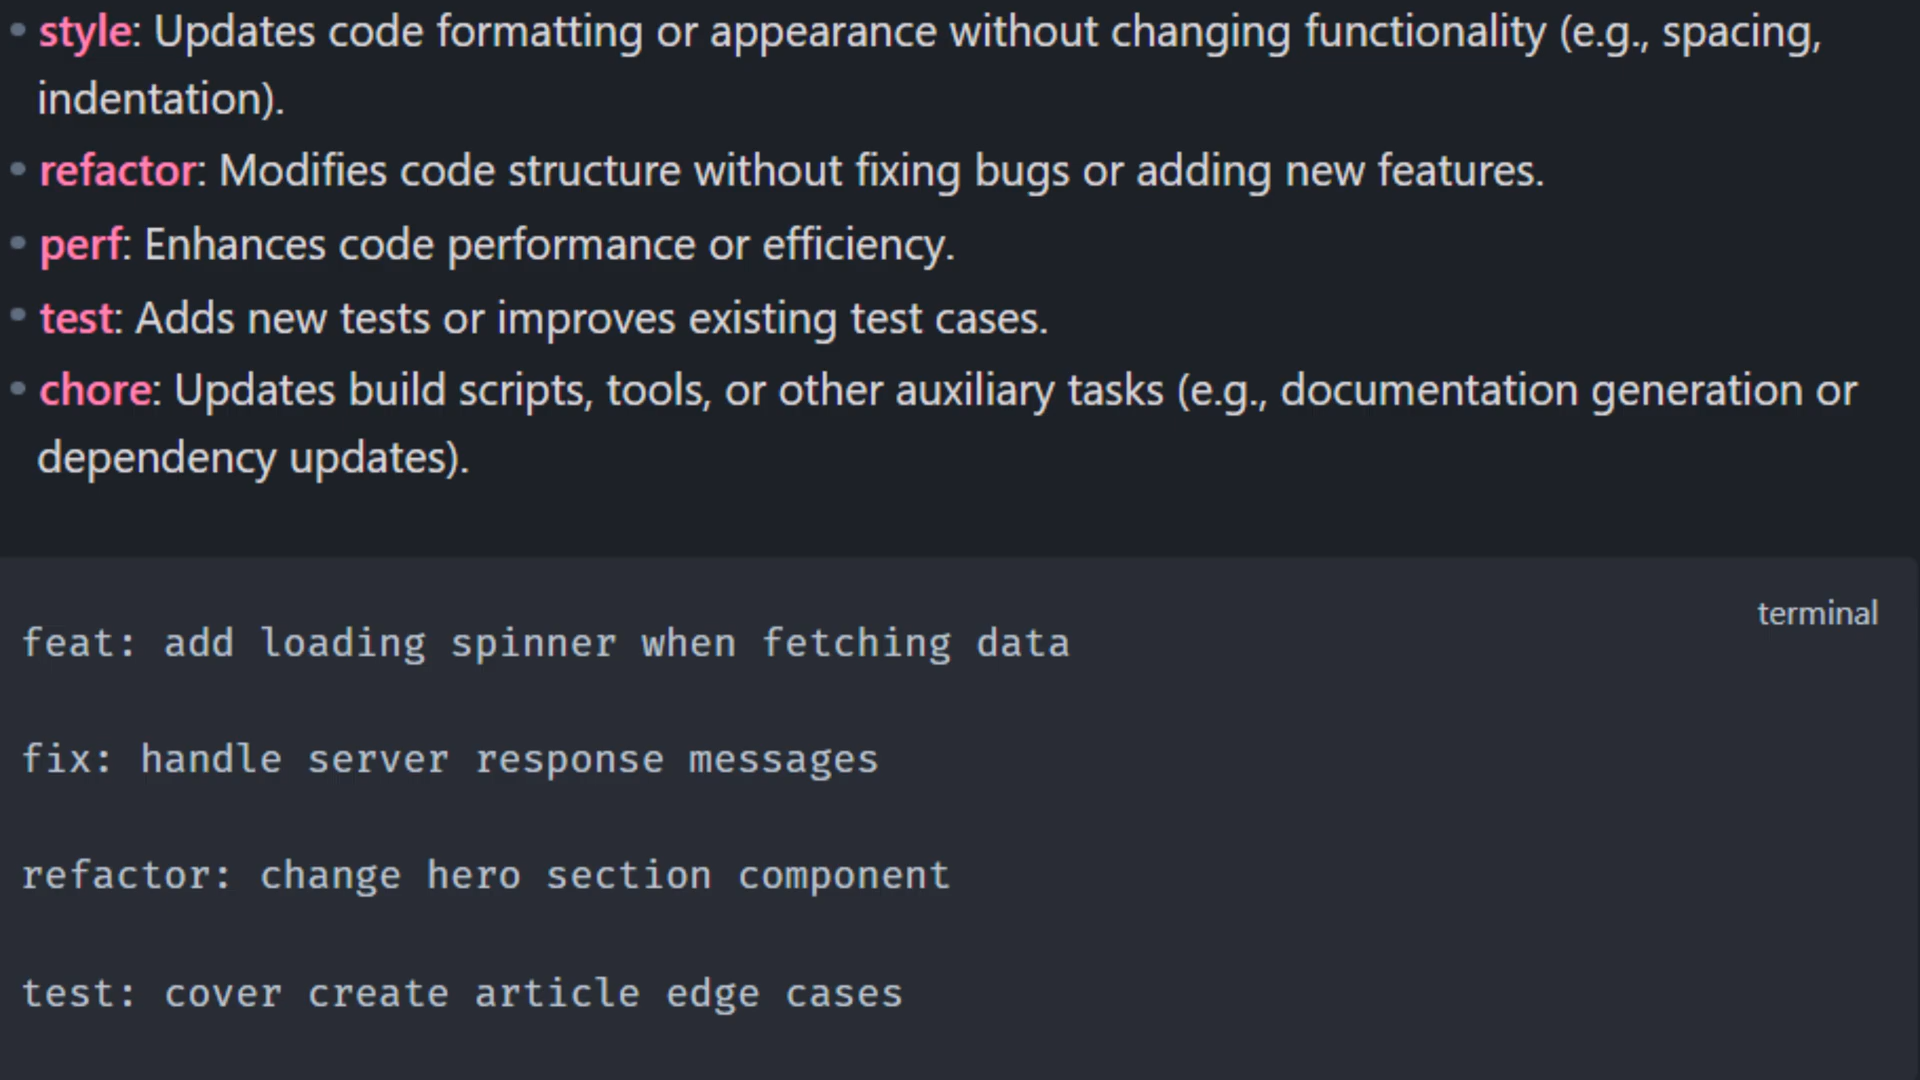 • style: Updates code formatting or appearance without changing functionality (e.g., spacing,
indentation).
• refactor: Modifies code structure without fixing bugs or adding new features.
• perf: Enhances code performance or efficiency.
• test: Adds new tests or improves existing test cases.
• chore: Updates build scripts, tools, or other auxiliary tasks (e.g., documentation generation or
dependency updates).
terminal
feat: add loading spinner when fetching data
fix: handle server response messages
refactor: change hero section component
test: cover create article edge cases